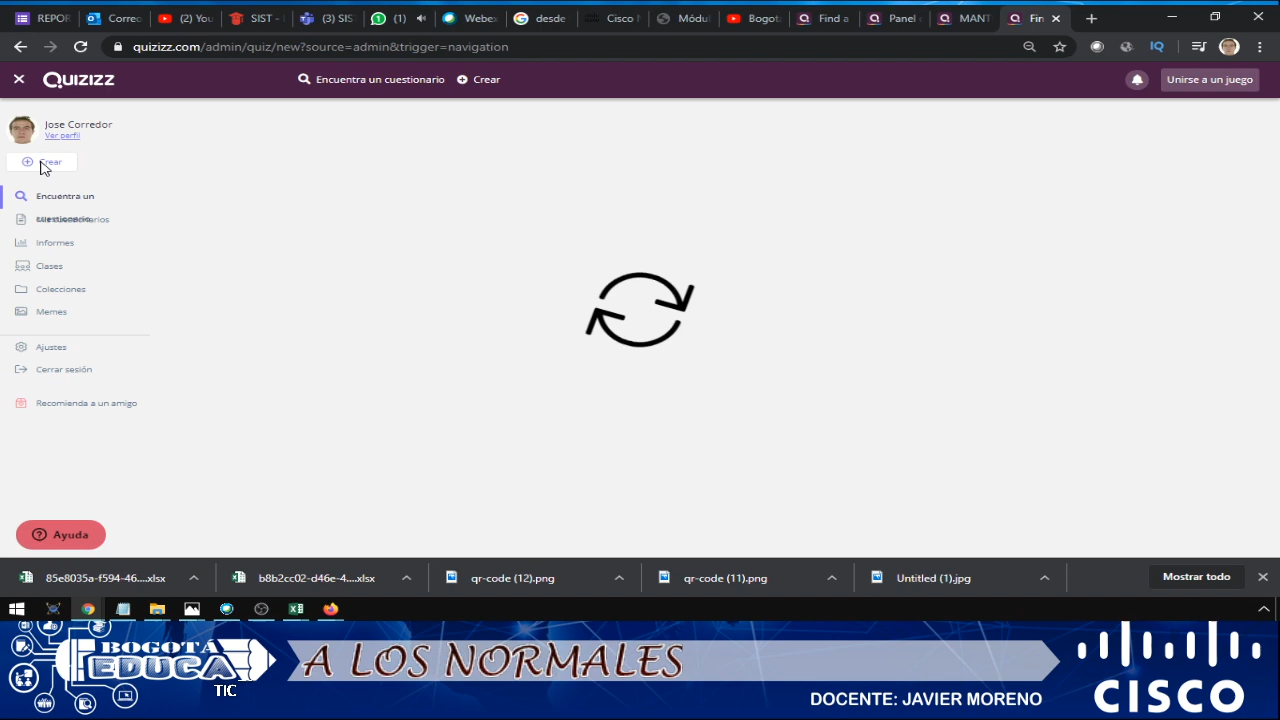 REPOR
Correo
(2) You
SIST -
(3) SIS
(1)
Webex
desde
Cisco N
Módul
Bogota
Find a
Panel d
MANT
Fin
quizizz.com/admin/quiz/new?source=admin&trigger=navigation
IQ
QUIZIZZ
Encuentra un cuestionario
Crear
Unirse a un juego
Jose Corredor
Ver perfil
Crear
Encuentra un
Informes
Clases
Colecciones
Memes
Ajustes
Cerrar sesión
Recomienda a un amigo
Ayuda
85e8035a-f594-46....xlsx
b8b2cc02-d46e-4....xlsx
qr-code (12).png
qr-code (11).png
Untitled (1).jpg
Mostrar todo
BOGOTÁ
EDUCA
TIC
A LOS NORMALES
DOCENTE: JAVIER MORENO
CISCO